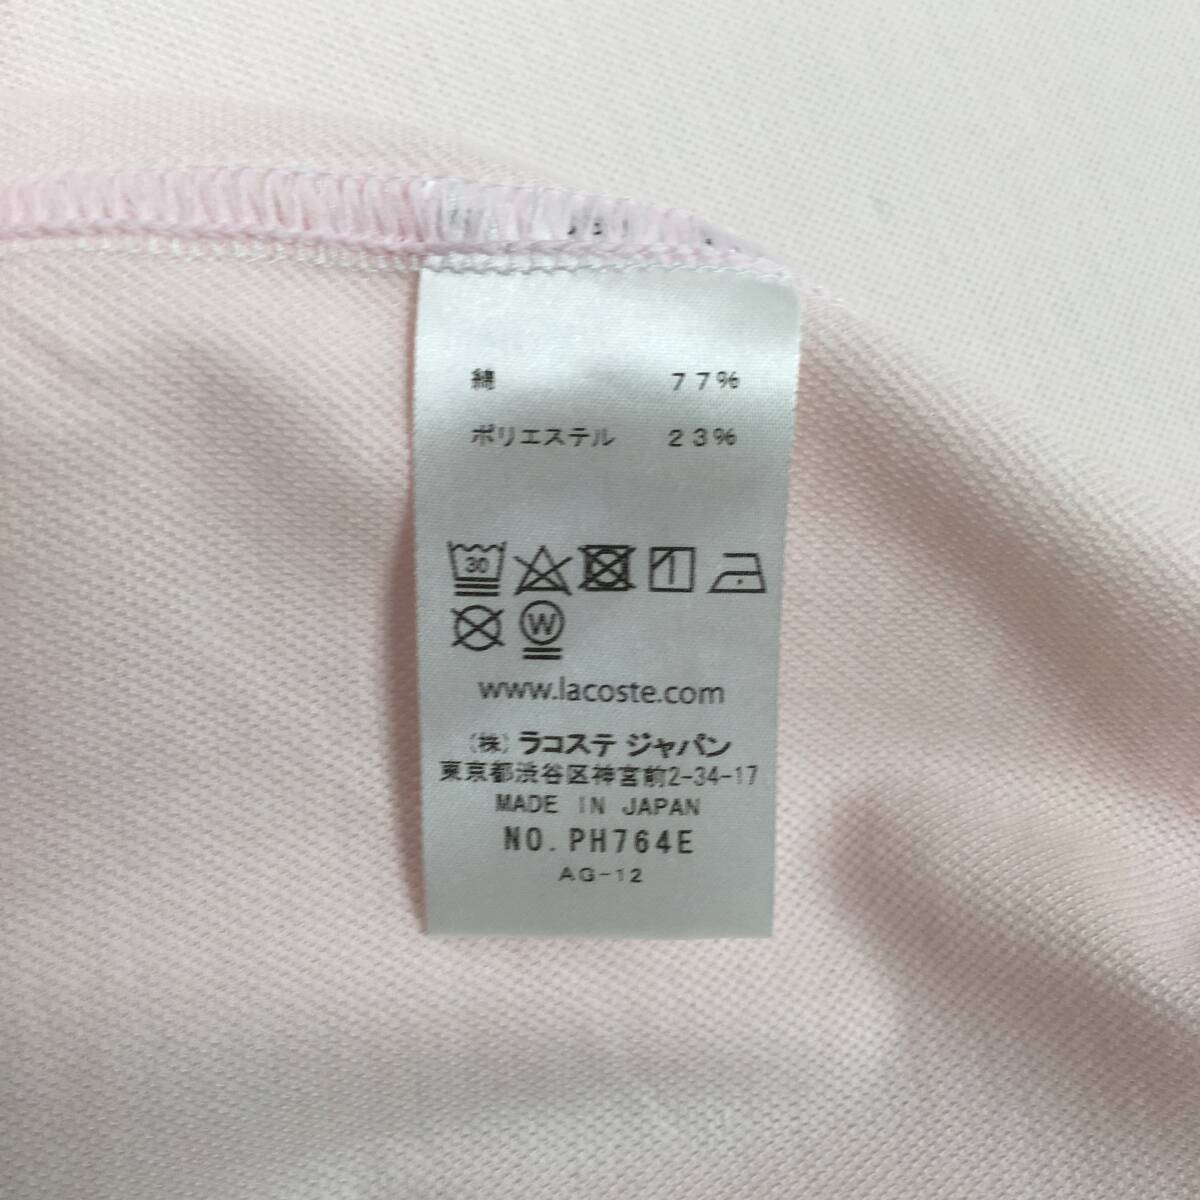 綿 77%
ポリエステル 23%
30
W
www.lacoste.com
(株) ラコステ ジャパン
東京都渋谷区神宮前2-34-17
MADE IN JAPAN
NO. PH764E
AG-12